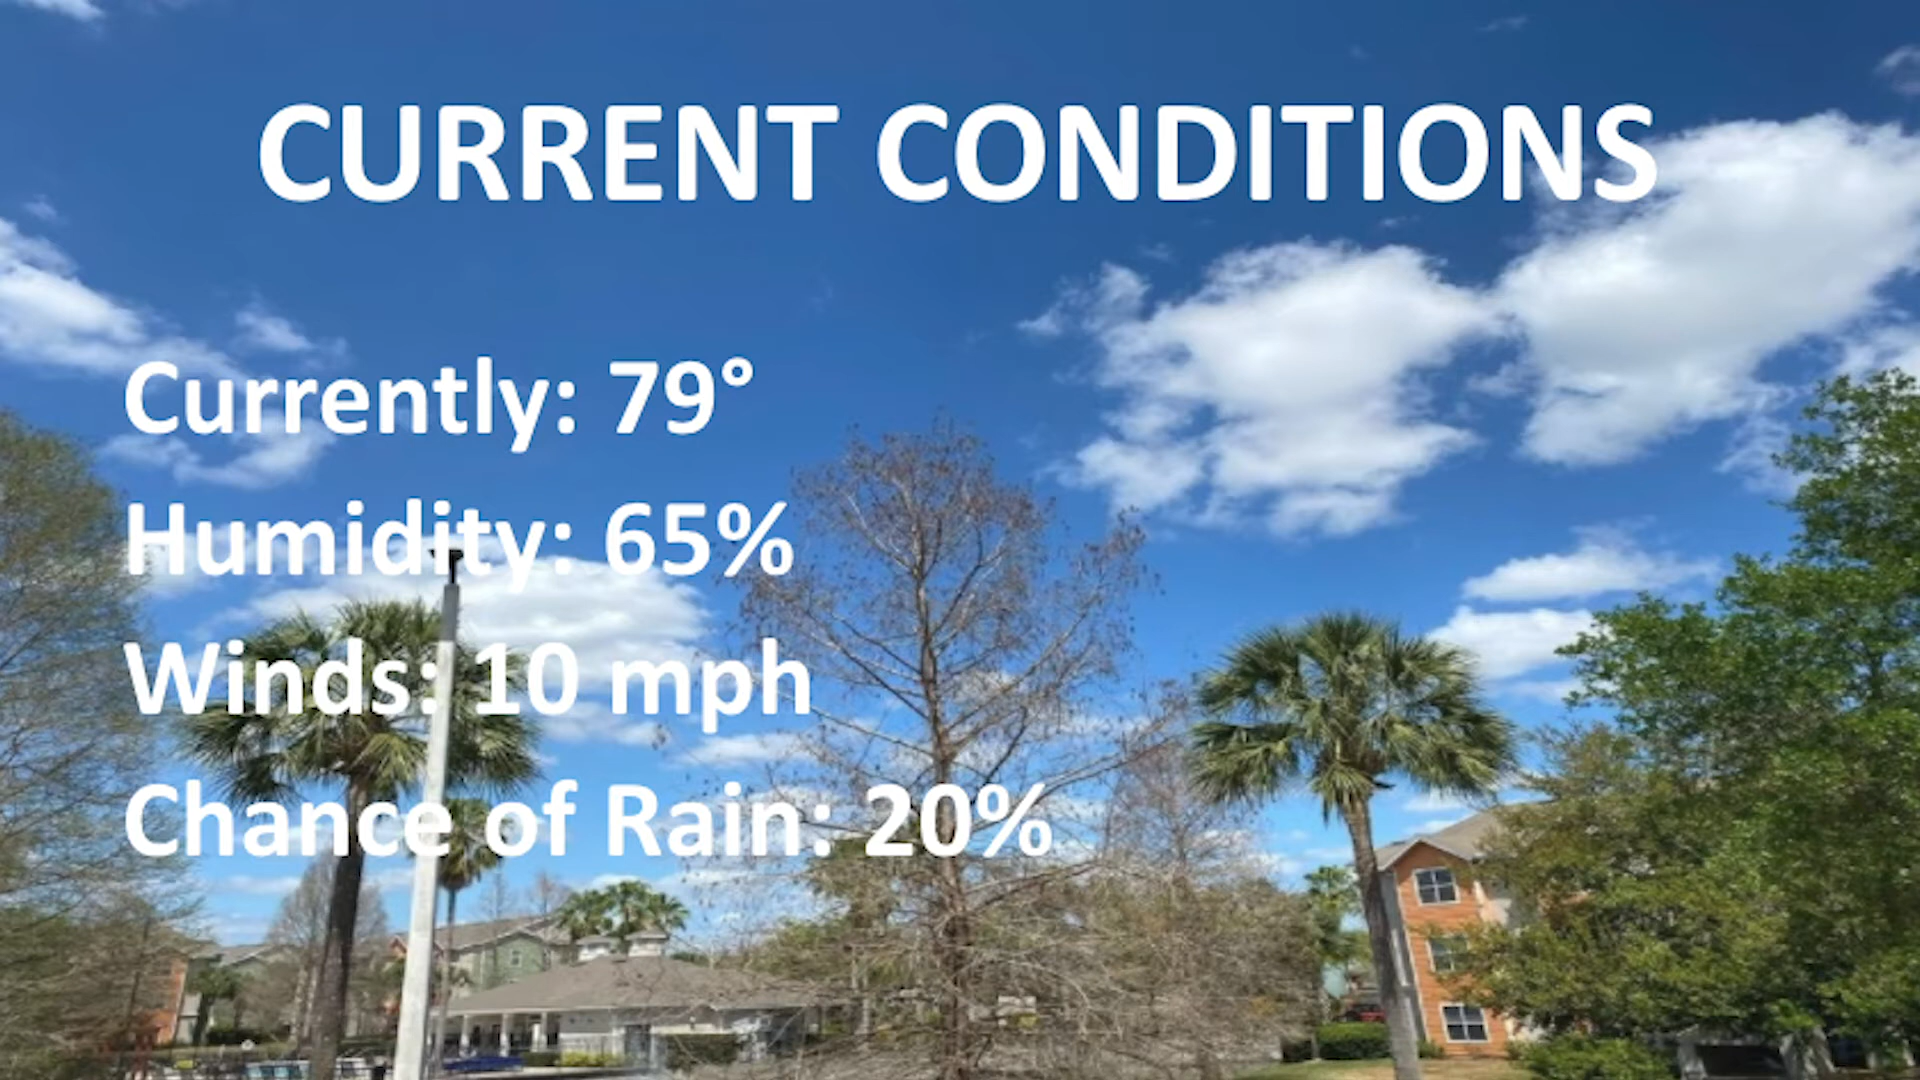 CURRENT CONDITIONS
Currently: 79°
Humidity: 65%
Winds: 10 mph
Chance of Rain: 20%